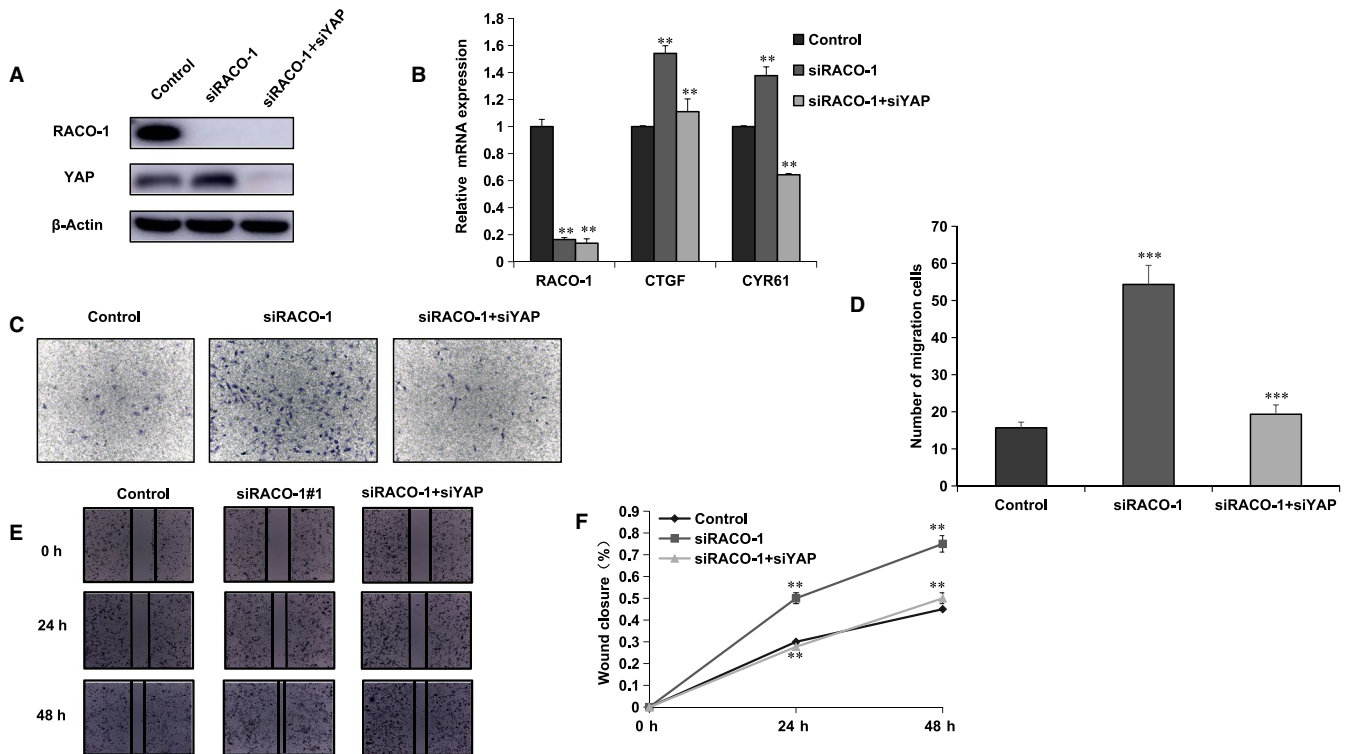 A
Control
siRACO-1
siRACO-1+siYAP
RACO-1
YAP
β-Actin
B
Relative mRNA expression
1.8
1.6
1.4
1.2
1
0.8
0.6
0.4
0.2
0
** **
** **
** **
RACO-1 CTGF CYR61
Control
siRACO-1
siRACO-1+siYAP
C
Control siRACO-1 siRACO-1+siYAP
D
Number of migration cells
70
60
50
40
30
20
10
0
***
***
Control siRACO-1 siRACO-1+siYAP
E
Control siRACO-1#1 siRACO-1+siYAP
0 h
24 h
48 h
F
Wound closure (%)
0.9
0.8
0.7
0.6
0.5
0.4
0.3
0.2
0.1
0
Control
siRACO-1
siRACO-1+siYAP
**
**
**
**
0 h 24 h 48 h